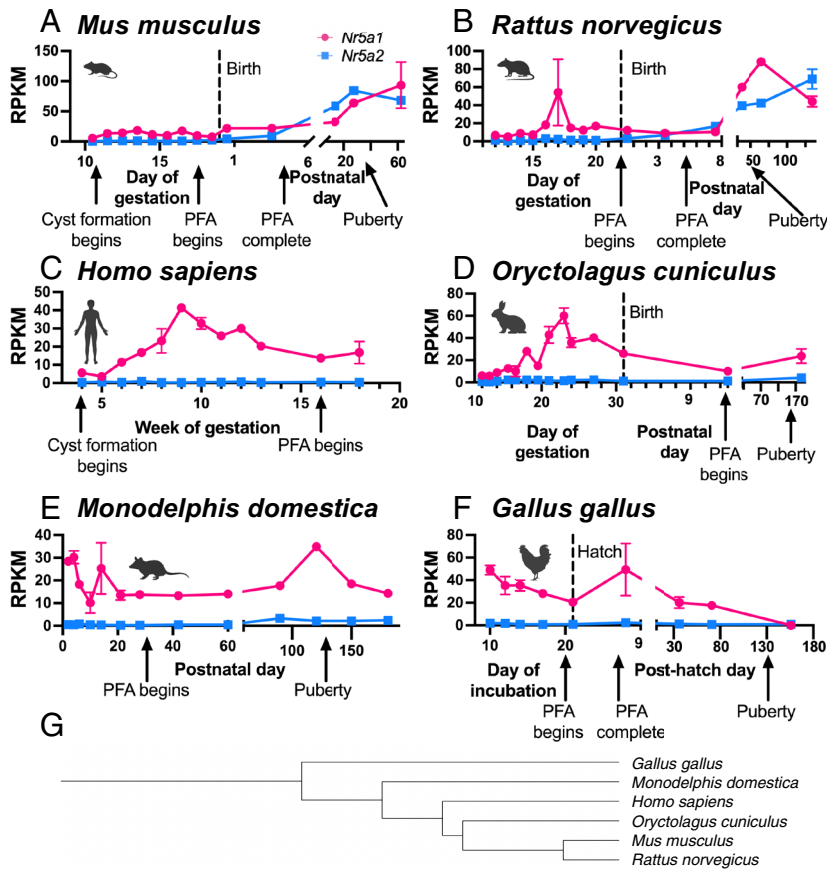 A Mus musculus
Nr5a1
Nr5a2
RPKM
150
100
50
0
Birth
10 15 1 6 20 40 60
Day of gestation
Postnatal day
Cyst formation begins
PFA begins
PFA complete
Puberty
B Rattus norvegicus
RPKM
100
80
60
40
20
0
Birth
15 20 3 8 50 100
Day of gestation
Postnatal day
PFA begins
PFA complete
Puberty
C Homo sapiens
RPKM
50
40
30
20
10
0
5 10 15 20
Week of gestation
Cyst formation begins
PFA begins
D Oryctolagus cuniculus
RPKM
80
60
40
20
0
Birth
10 20 30 9 70 170
Day of gestation
Postnatal day
PFA begins
Puberty
E Monodelphis domestica
RPKM
40
30
20
10
0
0 20 40 60 100 150
Postnatal day
PFA begins
Puberty
F Gallus gallus
RPKM
80
60
40
20
0
Hatch
10 20 9 30 80 130 180
Day of incubation
Post-hatch day
PFA begins
PFA complete
Puberty
G
Gallus gallus
Monodelphis domestica
Homo sapiens
Oryctolagus cuniculus
Mus musculus
Rattus norvegicus